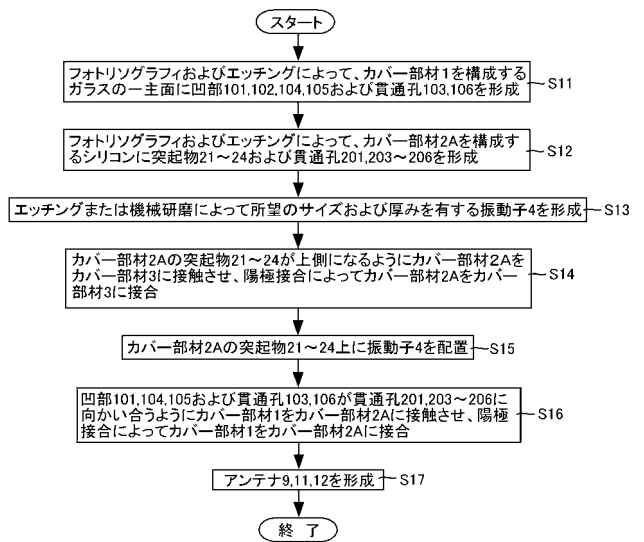 スタート
フォトリソグラフィおよびエッチングによって、カバー部材1を構成する
ガラスの一主面に凹部101,102,104,105および貫通孔103,106を形成
S11
フォトリソグラフィおよびエッチングによって、カバー部材2Aを構成す
るシリコンに突起物21~24および貫通孔201,203~206を形成
S12
エッチングまたは機械研磨によって所望のサイズおよび厚みを有する振動子4を形成
S13
カバー部材2Aの突起物21~24が上側になるようにカバー部材2Aを
カバー部材3に接触させ、陽極接合によってカバー部材2Aをカバー
部材3に接合
S14
カバー部材2Aの突起物21~24上に振動子4を配置
S15
凹部101,104,105および貫通孔103,106が貫通孔201,203~206に
向かい合うようにカバー部材1をカバー部材2Aに接触させ、陽極
接合によってカバー部材1をカバー部材2Aに接合
S16
アンテナ9,11,12を形成
S17
終了